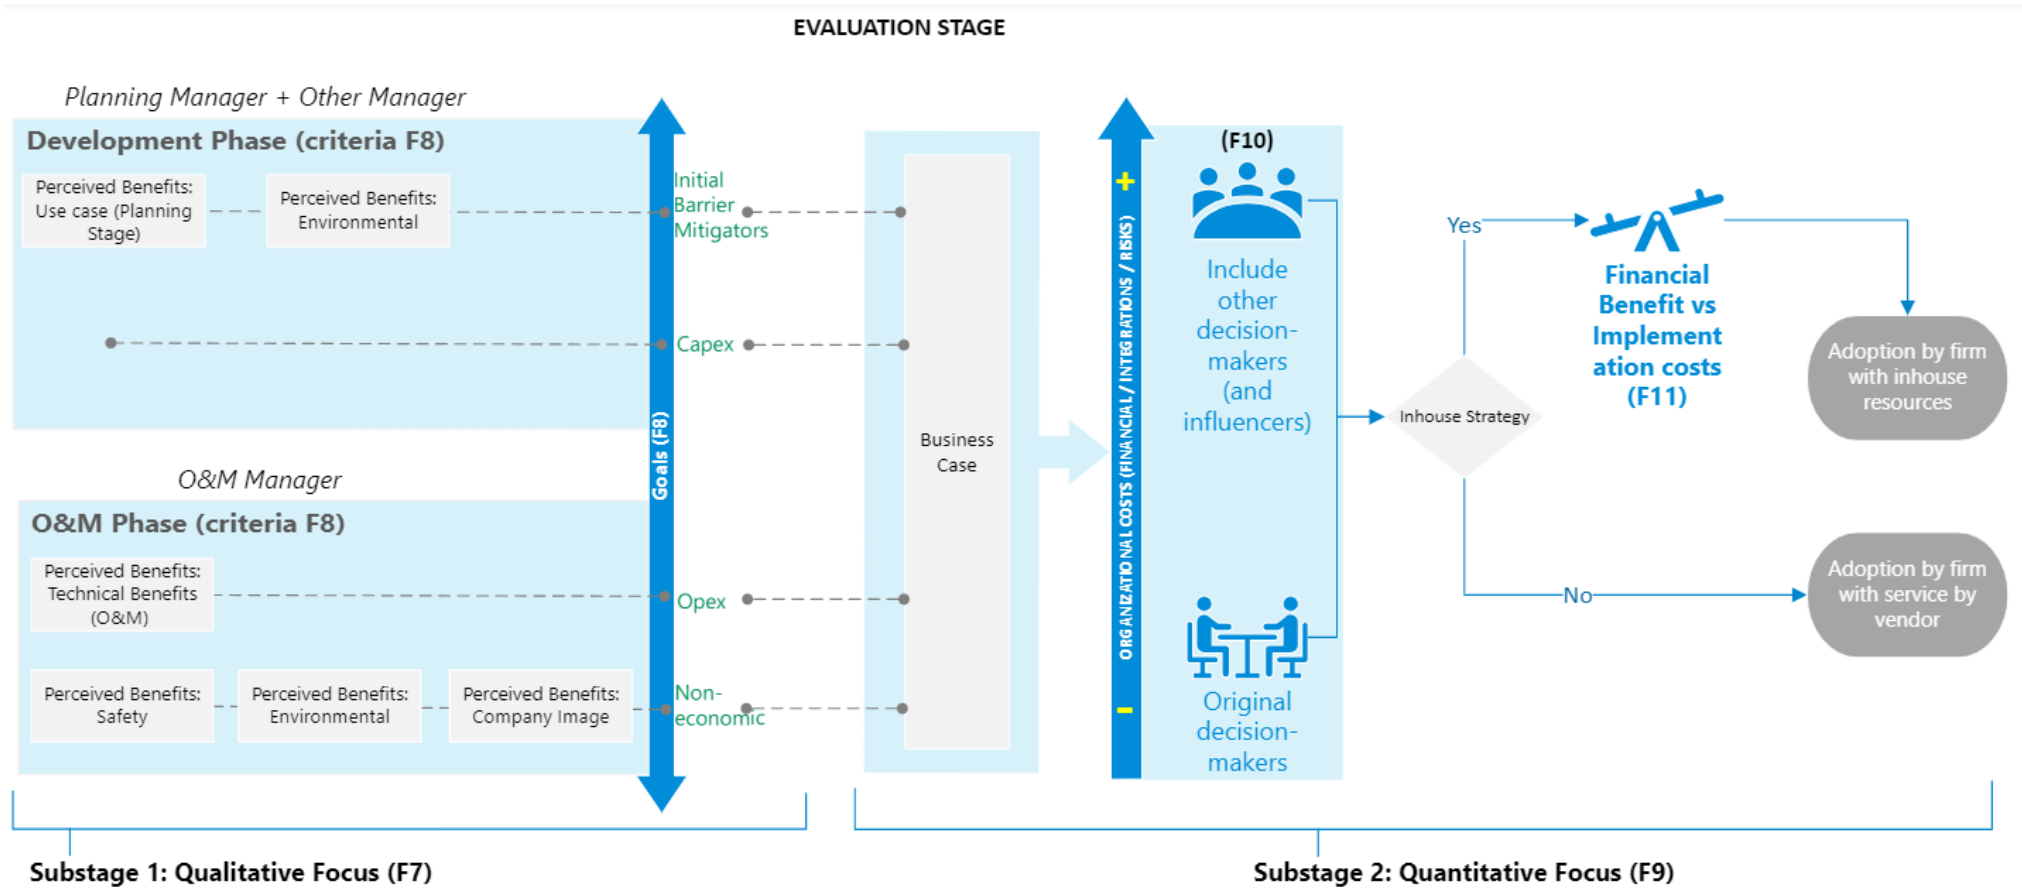 EVALUATION STAGE
Planning Manager + Other Manager
Development Phase (criteria F8)
Perceived Benefits:
Use case (Planning
Stage)
Perceived Benefits:
Environmental
Initial
Barrier
Mitigators
Capex
Goals (F8)
O&M Manager
O&M Phase (criteria F8)
Perceived Benefits:
Technical Benefits
(O&M)
Opex
Perceived Benefits:
Safety
Perceived Benefits:
Environmental
Perceived Benefits:
Company Image
Non-
economic
Business
Case
+
ORGANIZATIONAL COSTS (FINANCIAL / INTEGRATIONS / RISKS)
-
(F10)
Include
other
decision-
makers
(and
influencers)
Original
decision-
makers
Inhouse Strategy
Yes
Financial
Benefit vs
Implement
ation costs
(F11)
Adoption by firm
with inhouse
resources
No
Adoption by firm
with service by
vendor
Substage 1: Qualitative Focus (F7)
Substage 2: Quantitative Focus (F9)